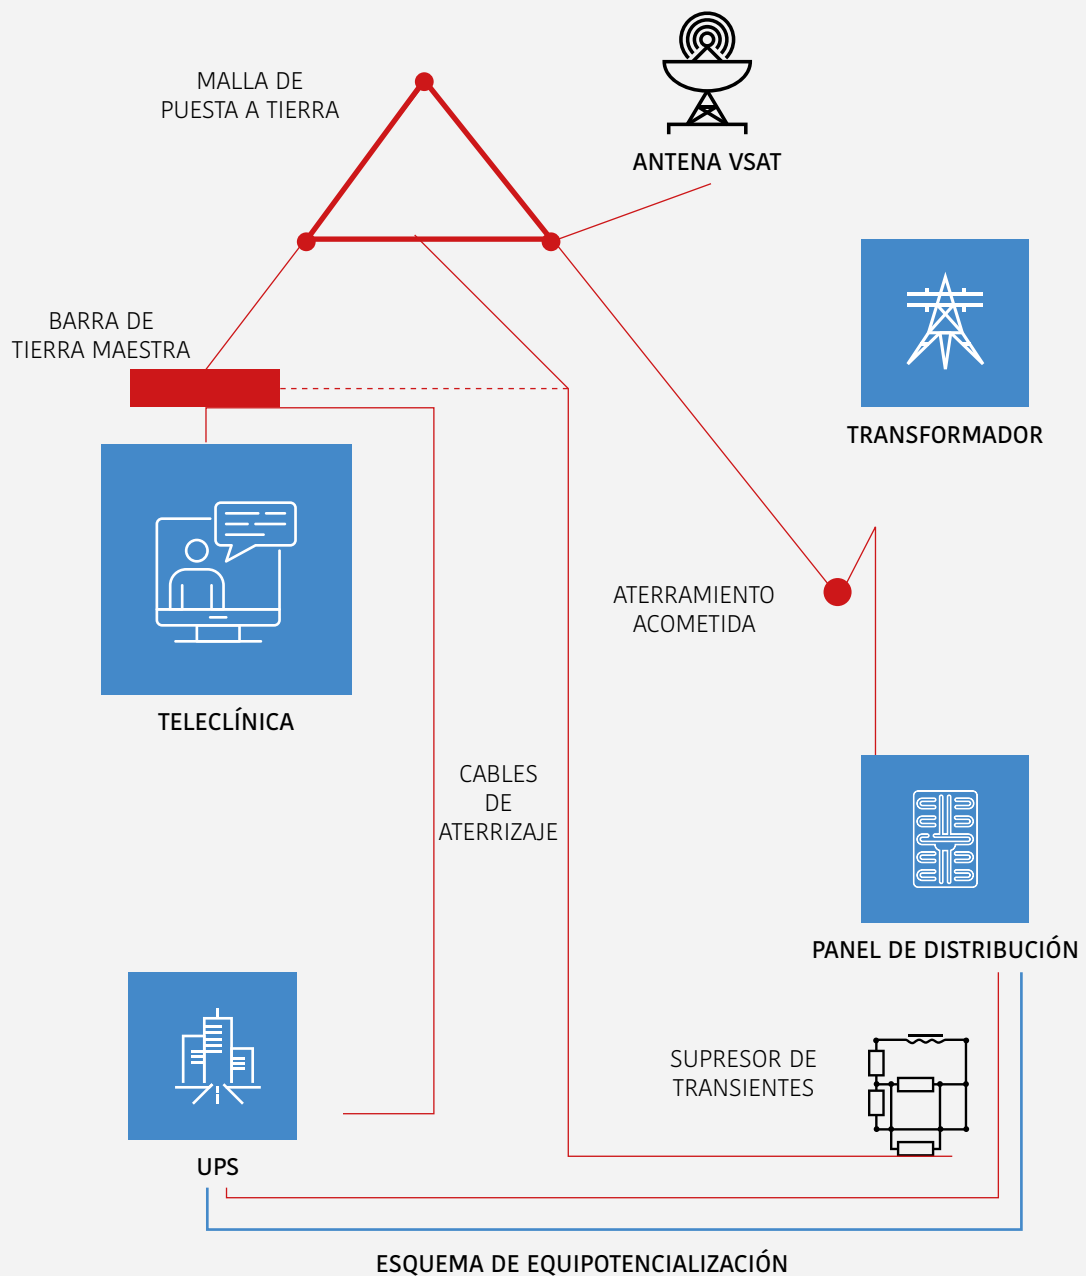 MALLA DE
PUESTA A TIERRA
ANTENA VSAT
BARRA DE
TIERRA MAESTRA
TRANSFORMADOR
ATERRAMIENTO
ACOMETIDA
TELECLÍNICA
CABLES
DE
ATERRIZAJE
PANEL DE DISTRIBUCIÓN
SUPRESOR DE
TRANSIENTES
UPS
ESQUEMA DE EQUIPOTENCIALIZACIÓN